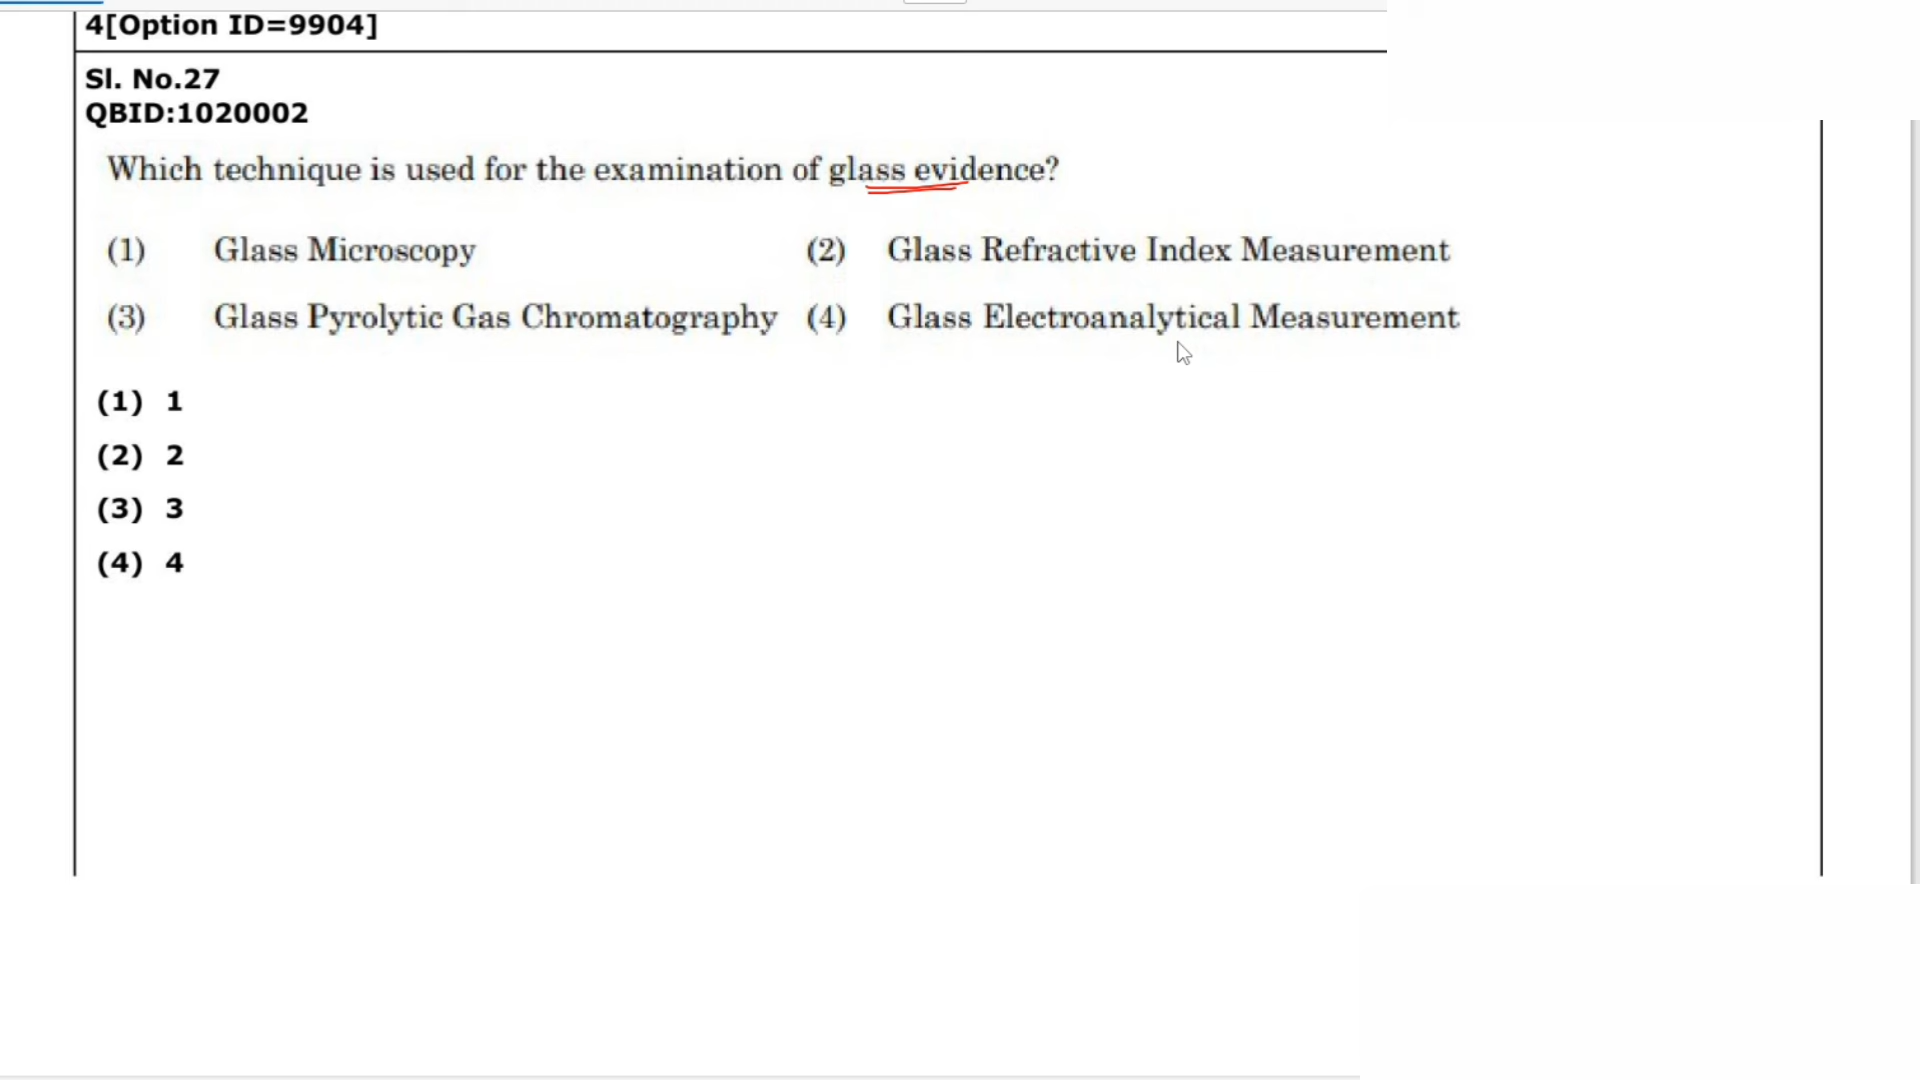 4[Option ID=9904]
Sl. No.27
QBID:1020002
Which technique is used for the examination of glass evidence?
(1) Glass Microscopy (2) Glass Refractive Index Measurement
(3) Glass Pyrolytic Gas Chromatography (4) Glass Electroanalytical Measurement
(1) 1
(2) 2
(3) 3
(4) 4